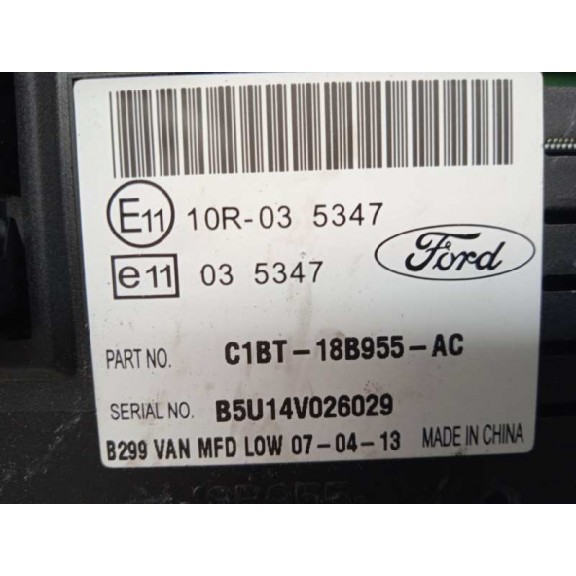 E11 10R-03 5347
Ford
e11 03 5347
PART NO. C1BT-18B955-AC
SERIAL NO. B5U14V026029
B299 VAN MFD LOW 07-04-13 MADE IN CHINA